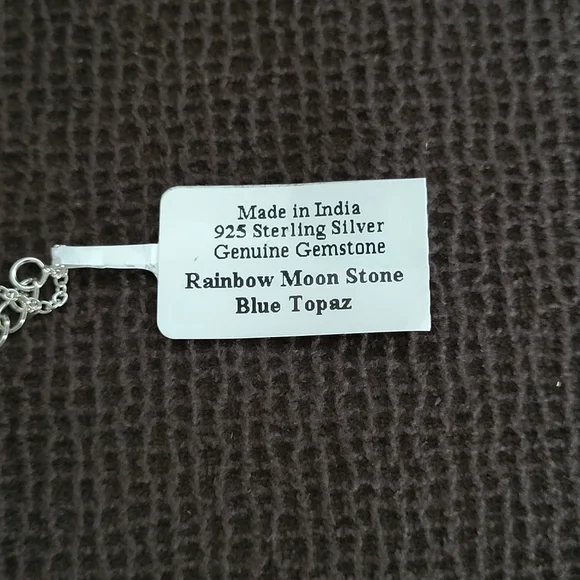 Made in India
925 Sterling Silver
Genuine Gemstone
Rainbow Moon Stone
Blue Topaz